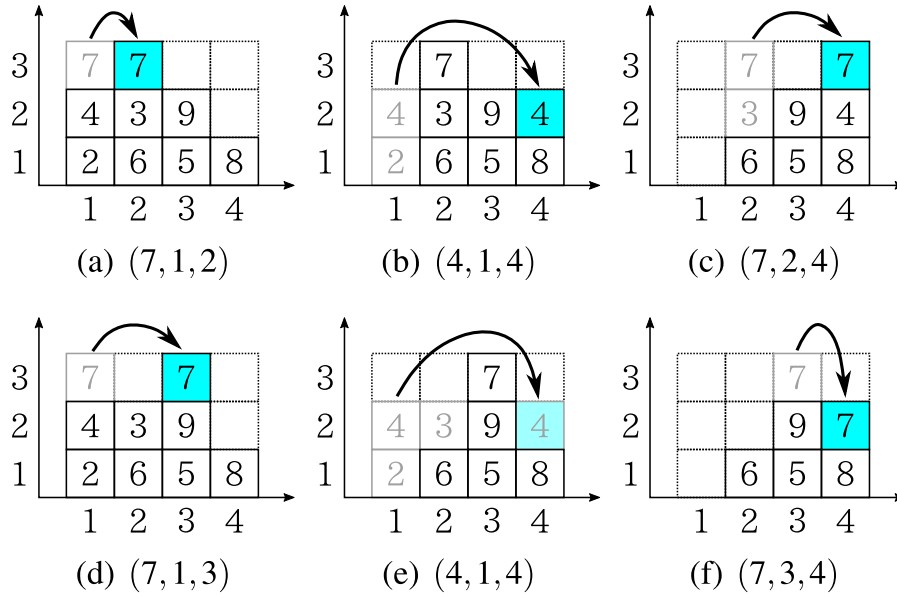 3 7 7
2 4 3 9
1 2 6 5 8
1 2 3 4
(a) (7, 1, 2)
3 7
2 4 3 9 4
1 2 6 5 8
1 2 3 4
(b) (4, 1, 4)
3 7 7
2 3 9 4
1 6 5 8
1 2 3 4
(c) (7, 2, 4)
3 7 7
2 4 3 9
1 2 6 5 8
1 2 3 4
(d) (7, 1, 3)
3 7
2 4 3 9 4
1 2 6 5 8
1 2 3 4
(e) (4, 1, 4)
3 7
2 9 7
1 6 5 8
1 2 3 4
(f) (7, 3, 4)